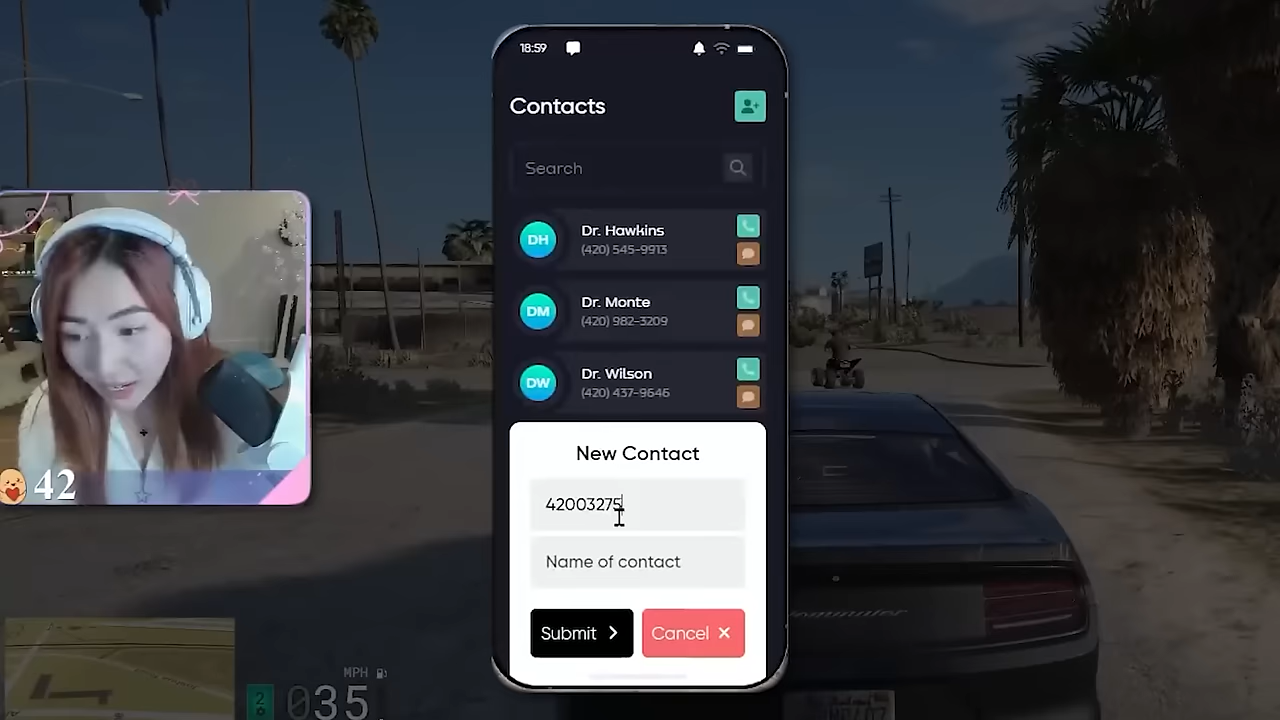 18:59
Contacts
Search
DH
Dr. Hawkins
(420) 545-9913
DM
Dr. Monte
(420) 982-3209
DW
Dr. Wilson
(420) 437-9646
New Contact
42003275
Name of contact
Submit
Cancel
42
MPH
2
035